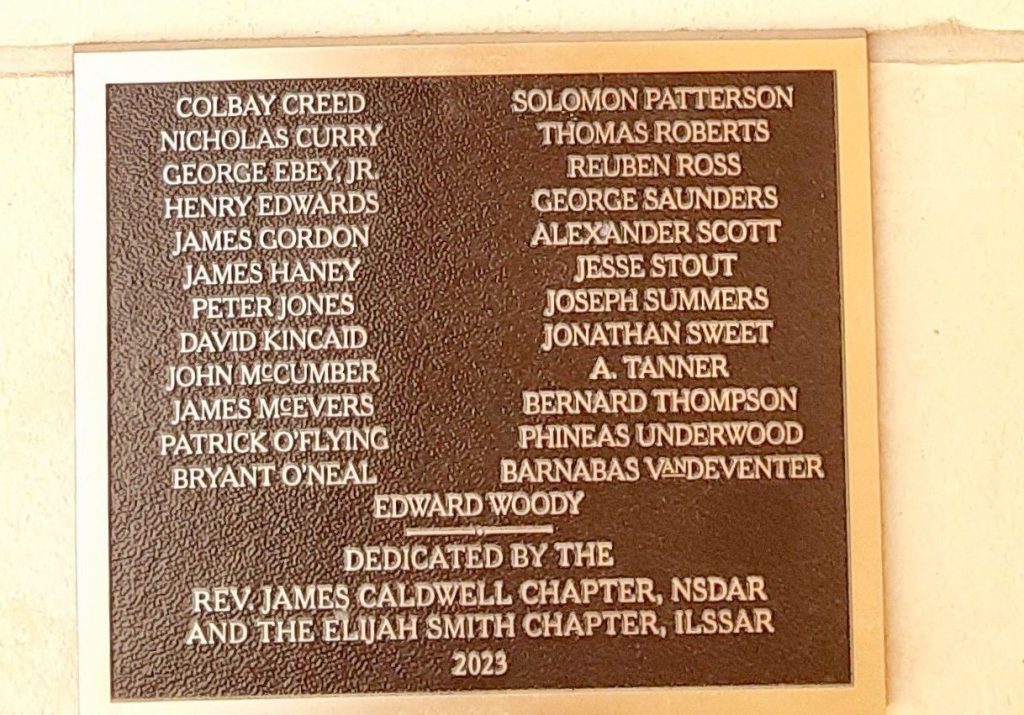 COLBAY CREED
NICHOLAS CURRY
GEORGE EBEY, JR.
HENRY EDWARDS
JAMES GORDON
JAMES HANEY
PETER JONES
DAVID KINCAID
JOHN McCUMBER
JAMES McEVERS
PATRICK O'FLYING
BRYANT O'NEAL
SOLOMON PATTERSON
THOMAS ROBERTS
REUBEN ROSS
GEORGE SAUNDERS
ALEXANDER SCOTT
JESSE STOUT
JOSEPH SUMMERS
JONATHAN SWEET
A. TANNER
BERNARD THOMPSON
PHINEAS UNDERWOOD
BARNABAS VANDEVENTER
EDWARD WOODY
DEDICATED BY THE
REV. JAMES CALDWELL CHAPTER, NSDAR
AND THE ELIJAH SMITH CHAPTER, ILSSAR
2023